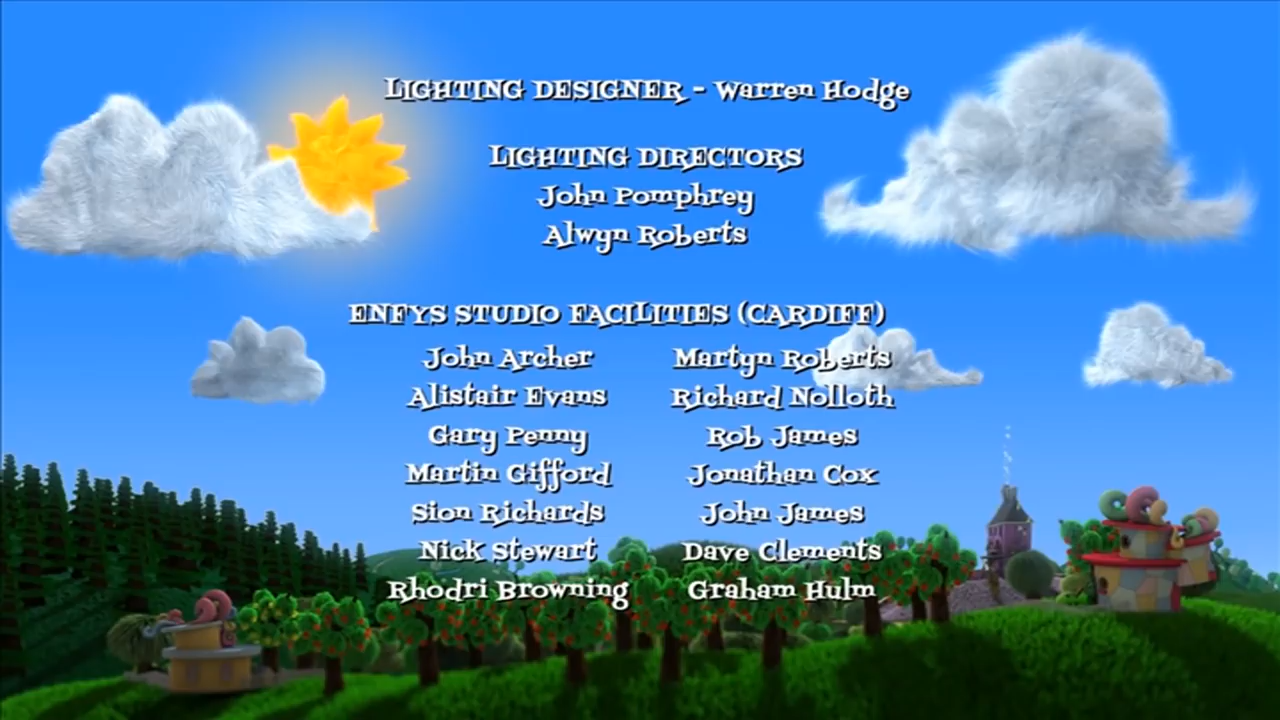 LIGHTING DESIGNER - Warren Hodge
LIGHTING DIRECTORS
John Pomphrey
Alwyn Roberts
ENFYS STUDIO FACILITIES (CARDIFF)
John Archer Martyn Roberts
Alistair Evans Richard Nolloth
Gary Penny Rob James
Martin Gifford Jonathan Cox
Sion Richards John James
Nick Stewart Dave Clements
Rhodri Browning Graham Hulm